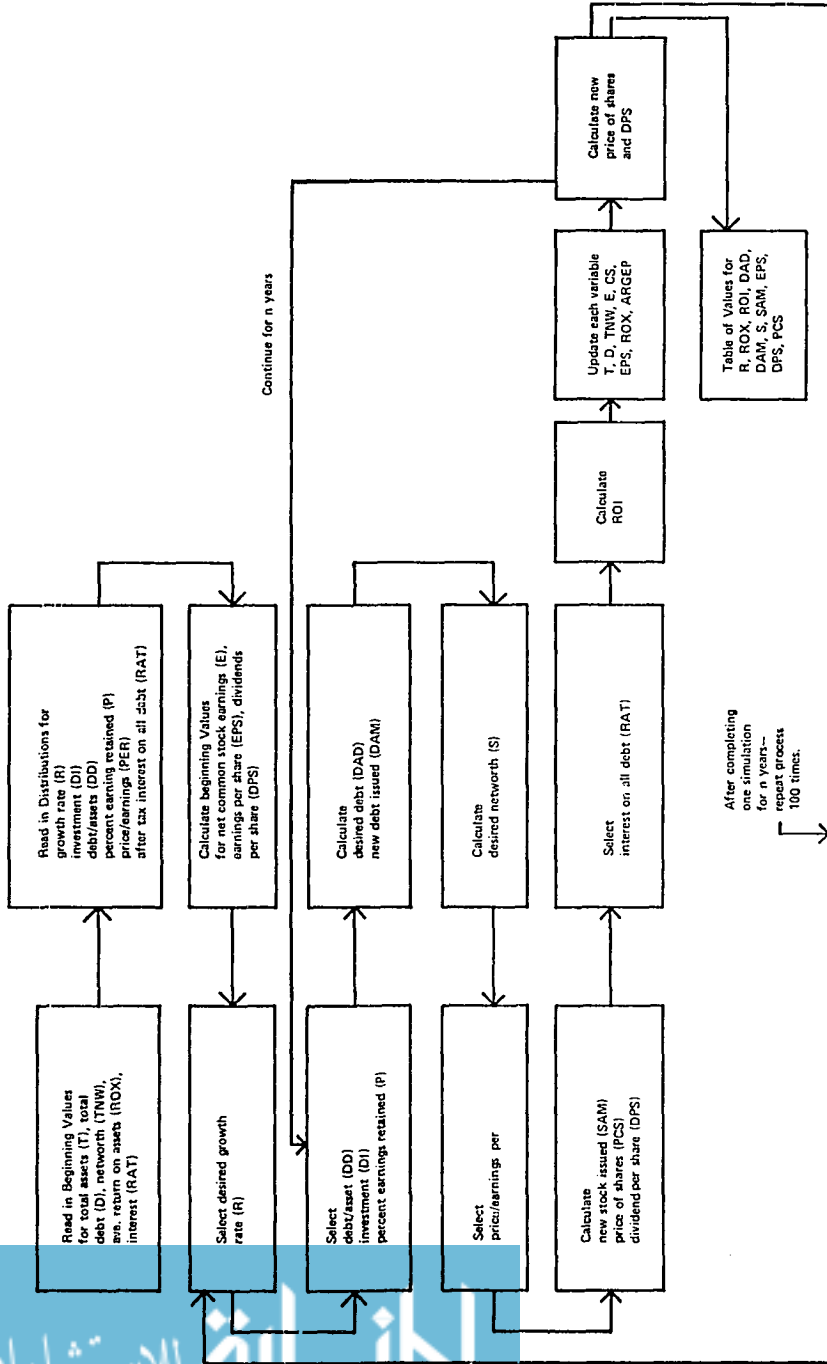 Read in Beginning Values
for total assets (T), total
debt (D), networth (TNW),
ave. return on assets (ROX),
interest (RAT)
Read in Distributions for
growth rate (R)
investment (DI)
debt/assets (DD)
percent earning retained (P)
price/earnings (PER)
after tax interest on all debt (RAT)
Calculate beginning Values
for net common stock earnings (E),
earnings per share (EPS), dividends
per share (DPS)
Select desired growth
rate (R)
Select
debt/asset (DD)
investment (DI)
percent earnings retained (P)
Calculate
desired debt (DAD)
new debt issued (DAM)
Calculate
desired networth (S)
Select
price/earnings per
Calculate
new stock issued (SAM)
price of shares (PCS)
dividend per share (DPS)
Select
interest on all debt (RAT)
Calculate
ROI
Update each variable
T, D, TNW, E, CS,
EPS, ROX, ARGEP
Calculate new
price of shares
and DPS
Continue for n years
Table of Values for
R, ROX, ROI, DAD,
DAM, S, SAM, EPS,
DPS, PCS
After completing
one simulation
for n years—
repeat process
100 times.